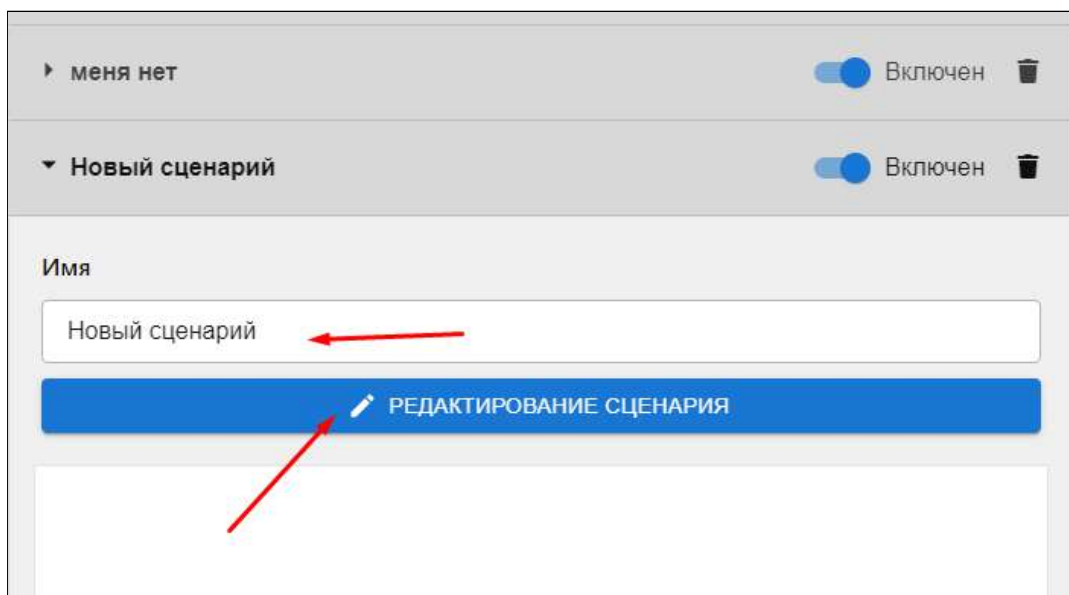 меня нет
Включен
Новый сценарий
Включен
Имя
Новый сценарий
РЕДАКТИРОВАНИЕ СЦЕНАРИЯ